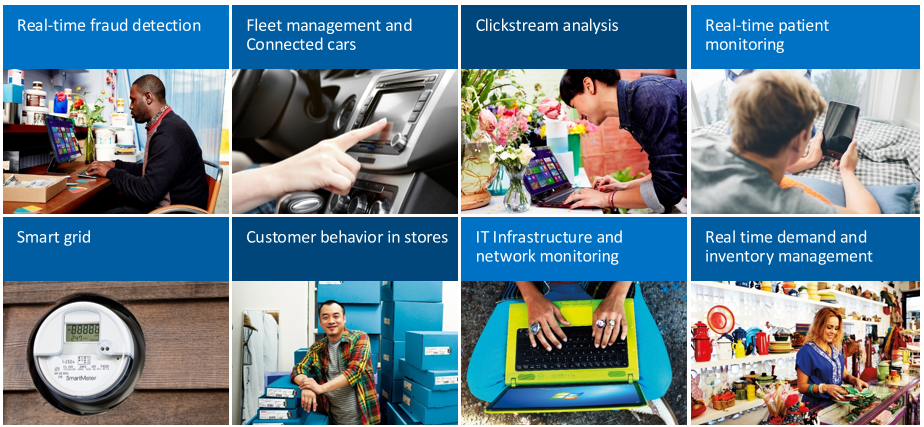 Real-time fraud detection
Fleet management and
Connected cars
Clickstream analysis
Real-time patient
monitoring
Smart grid
Customer behavior in stores
IT Infrastructure and
network monitoring
Real time demand and
inventory management
SmartMeter